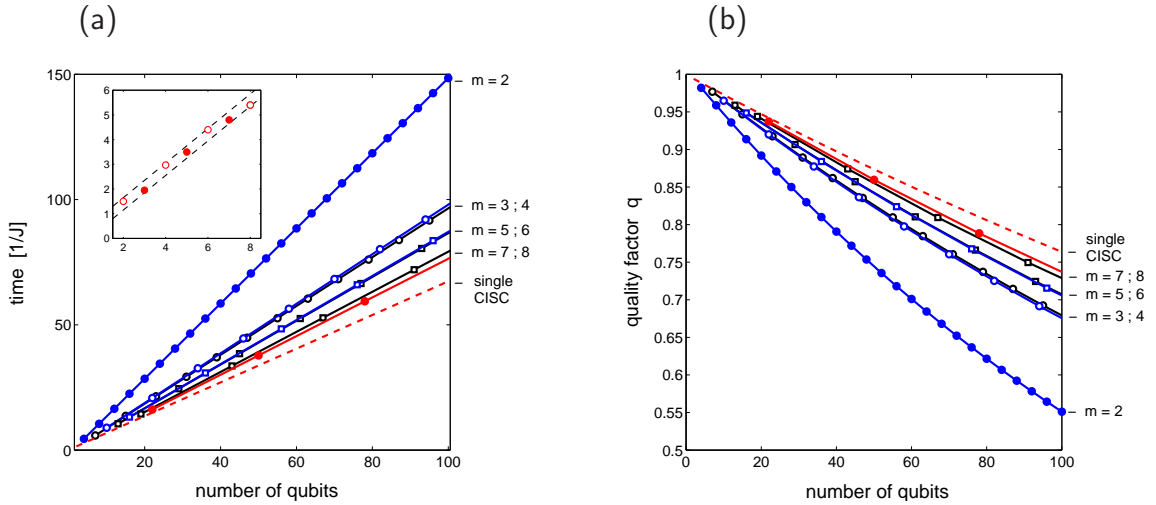 (a)
(b)
150
100
50
0
20
40
60
80
100
time [1/J]
number of qubits
6
5
4
3
2
1
0
2
4
6
8
m = 2
m = 3 ; 4
m = 5 ; 6
m = 7 ; 8
single
CISC
1
0.95
0.9
0.85
0.8
0.75
0.7
0.65
0.6
0.55
0.5
0
20
40
60
80
100
quality factor q
number of qubits
single
CISC
m = 7 ; 8
m = 5 ; 6
m = 3 ; 4
m = 2